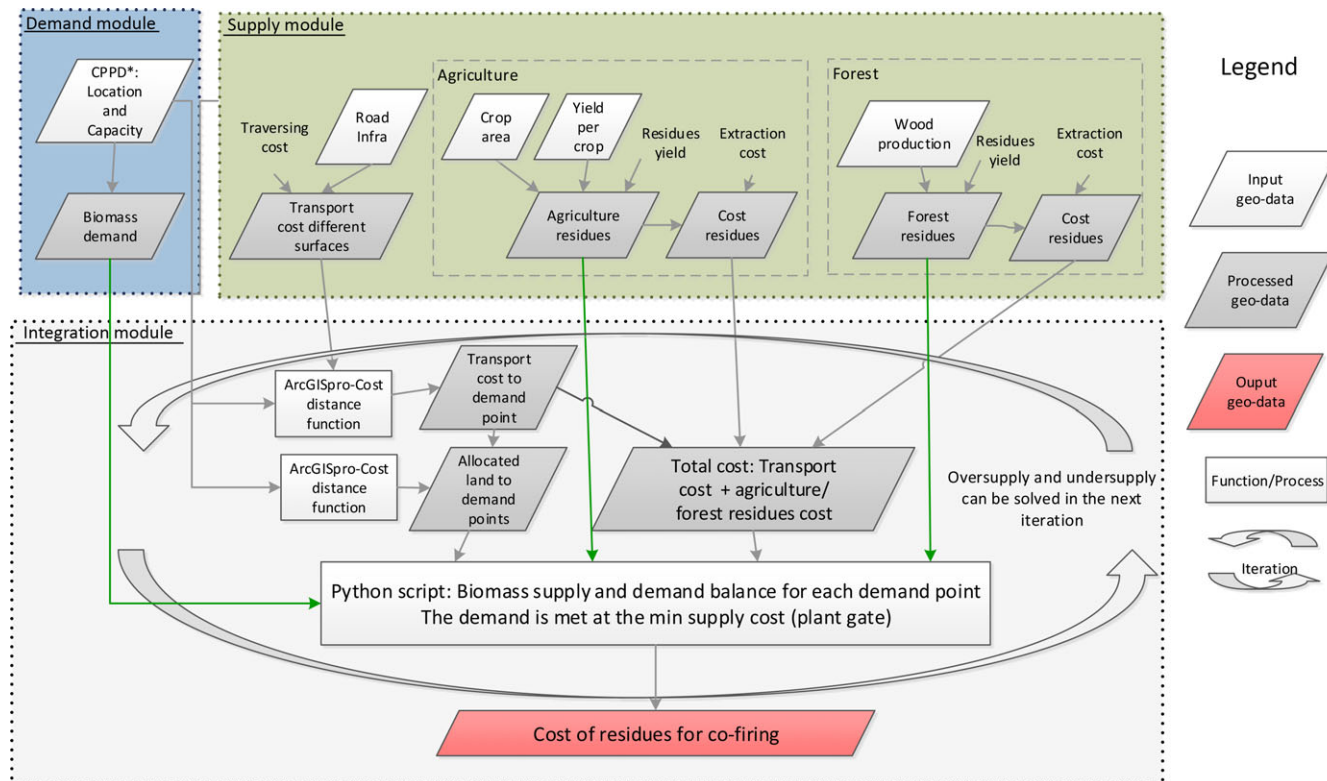 Demand module
CPPD*:
Location
and
Capacity
Biomass
demand
Supply module
Traversing
cost
Road
Infra
Transport
cost different
surfaces
Agriculture
Crop
area
Yield
per
crop
Residues
yield
Extraction
cost
Agriculture
residues
Cost
residues
Forest
Wood
production
Residues
yield
Extraction
cost
Forest
residues
Cost
residues
Integration module
ArcGISpro-Cost
distance
function
Transport
cost to
demand
point
ArcGISpro-Cost
distance
function
Allocated
land to
demand
points
Total cost: Transport
cost + agriculture/
forest residues cost
Oversupply and undersupply
can be solved in the next
iteration
Python script: Biomass supply and demand balance for each demand point
The demand is met at the min supply cost (plant gate)
Cost of residues for co-firing
Legend
Input
geo-data
Processed
geo-data
Ouput
geo-data
Function/Process
Iteration